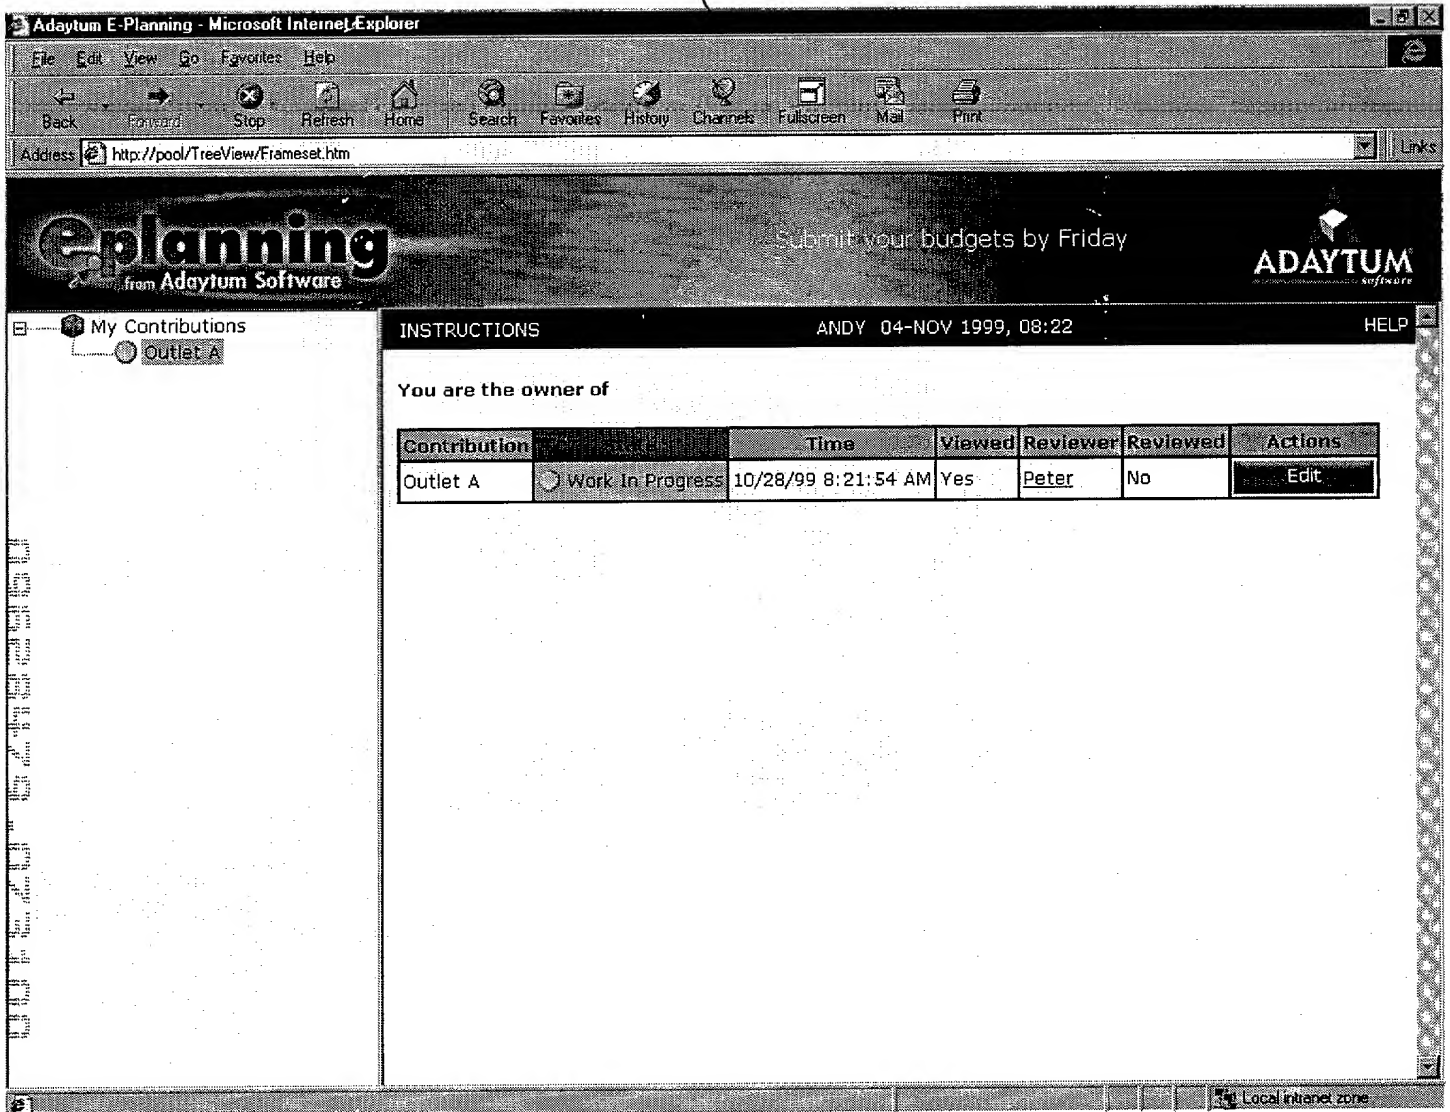 Adaytum E-Planning - Microsoft Internet Explorer
File Edit View Go Favorites Help
Back Forward Stop Refresh Home Search Favorites History Channels Fullscreen Mail Print
Address http://pool/TreeView/Frameset.htm Links
e.planning
from Adaytum Software
Submit your budgets by Friday
ADAYTUM
software
My Contributions
Outlet A
INSTRUCTIONS ANDY 04-NOV 1999, 08:22 HELP
You are the owner of
Contribution Time Viewed Reviewer Reviewed Actions
Outlet A Work In Progress 10/28/99 8:21:54 AM Yes Peter No Edit
Local intranet zone